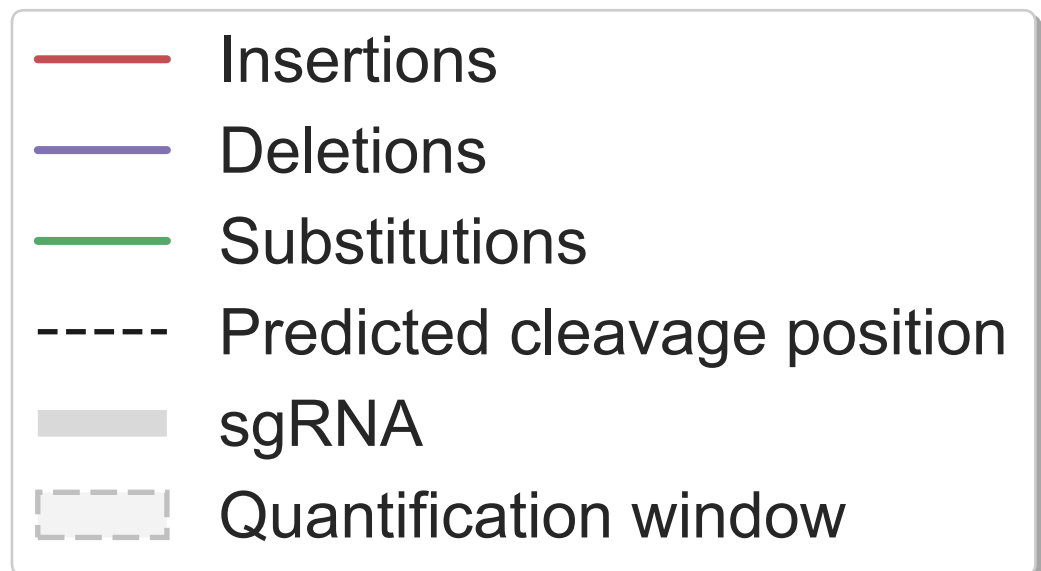 Insertions
Deletions
Substitutions
Predicted cleavage position
sgRNA
Quantification window